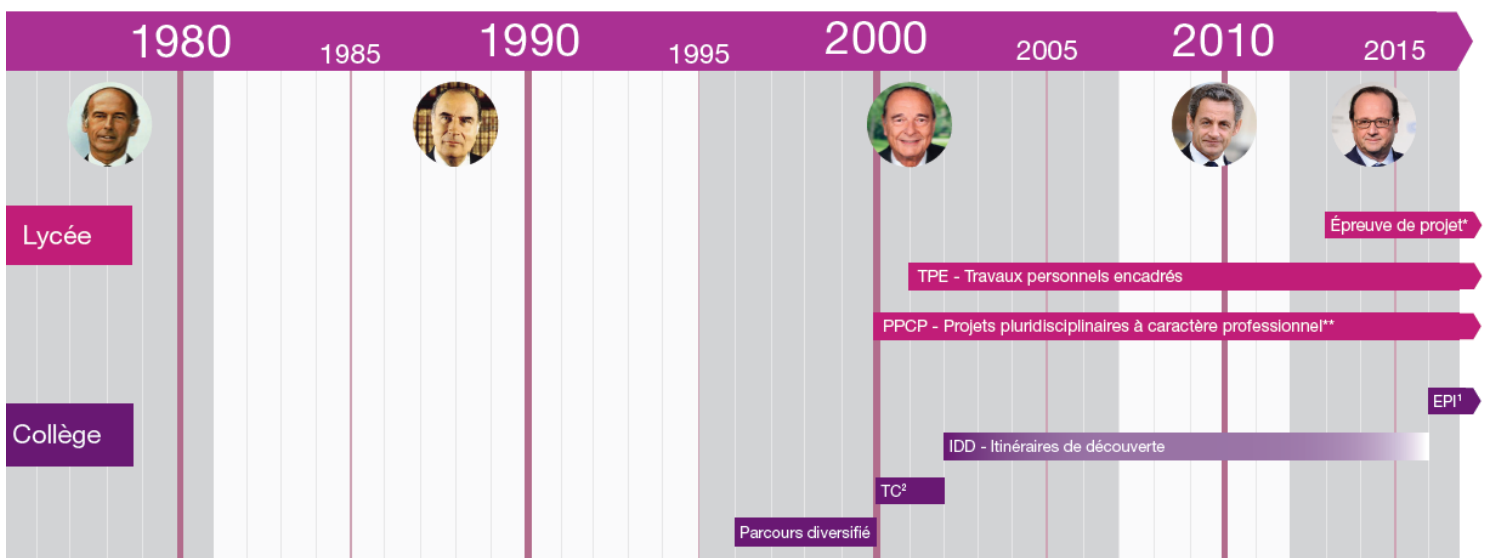 1980 1985 1990 1995 2000 2005 2010 2015
Lycée
Épreuve de projet*
TPE - Travaux personnels encadrés
PPCP - Projets pluridisciplinaires à caractère professionnel**
EPI¹
Collège
IDD - Itinéraires de découverte
TC²
Parcours diversifié